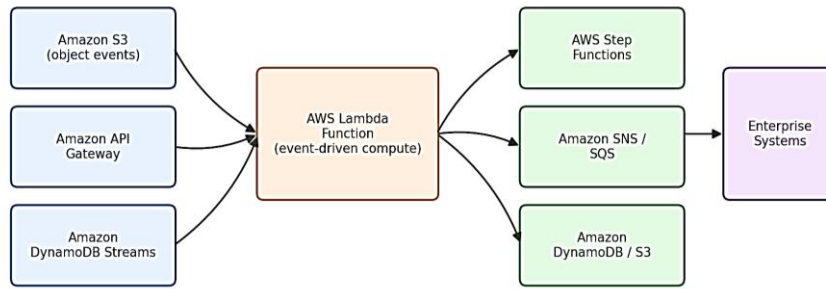 Amazon S3
(object events)
Amazon API
Gateway
Amazon
DynamoDB Streams
AWS Lambda
Function
(event-driven compute)
AWS Step
Functions
Amazon SNS /
SQS
Amazon
DynamoDB / S3
Enterprise
Systems